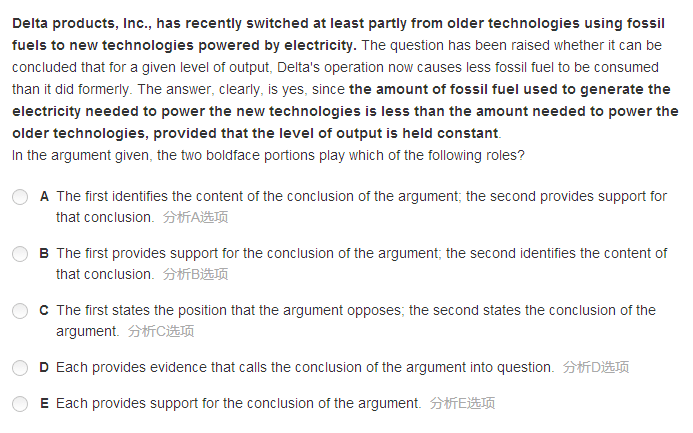 Delta products, Inc., has recently switched at least partly from older technologies using fossil
fuels to new technologies powered by electricity. The question has been raised whether it can be
concluded that for a given level of output, Delta's operation now causes less fossil fuel to be consumed
than it did formerly. The answer, clearly, is yes, since the amount of fossil fuel used to generate the
electricity needed to power the new technologies is less than the amount needed to power the
older technologies, provided that the level of output is held constant.
In the argument given, the two boldface portions play which of the following roles?
A The first identifies the content of the conclusion of the argument; the second provides support for
that conclusion. 分析A选项
B The first provides support for the conclusion of the argument; the second identifies the content of
that conclusion. 分析B选项
C The first states the position that the argument opposes; the second states the conclusion of the
argument. 分析C选项
D Each provides evidence that calls the conclusion of the argument into question. 分析D选项
E Each provides support for the conclusion of the argument. 分析E选项